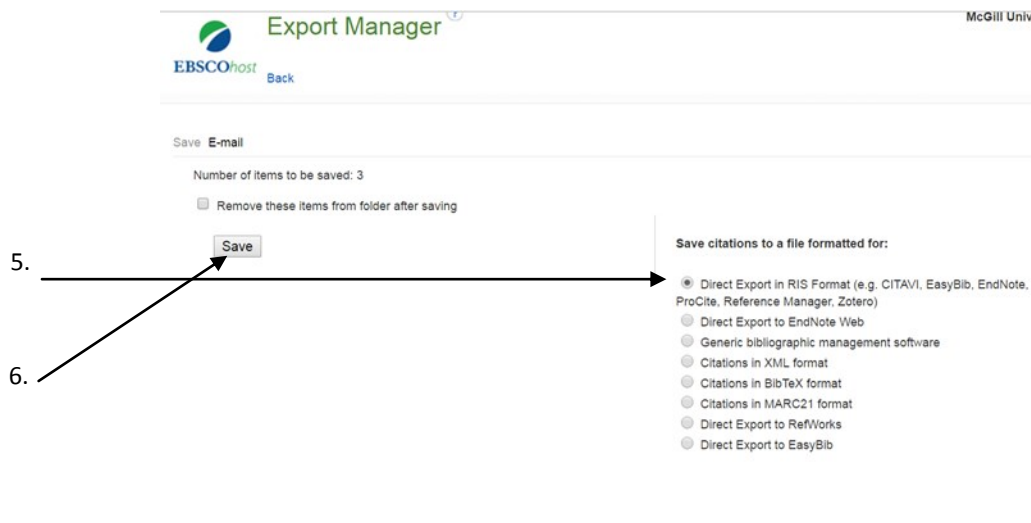 Export Manager
?
McGill Univ
EBSCOhost
Back
Save E-mail
Number of items to be saved: 3
Remove these items from folder after saving
Save
Save citations to a file formatted for:
5.
Direct Export in RIS Format (e.g. CITAVI, EasyBib, EndNote,
ProCite, Reference Manager, Zotero)
Direct Export to EndNote Web
Generic bibliographic management software
Citations in XML format
6.
Citations in BibTeX format
Citations in MARC21 format
Direct Export to RefWorks
Direct Export to EasyBib